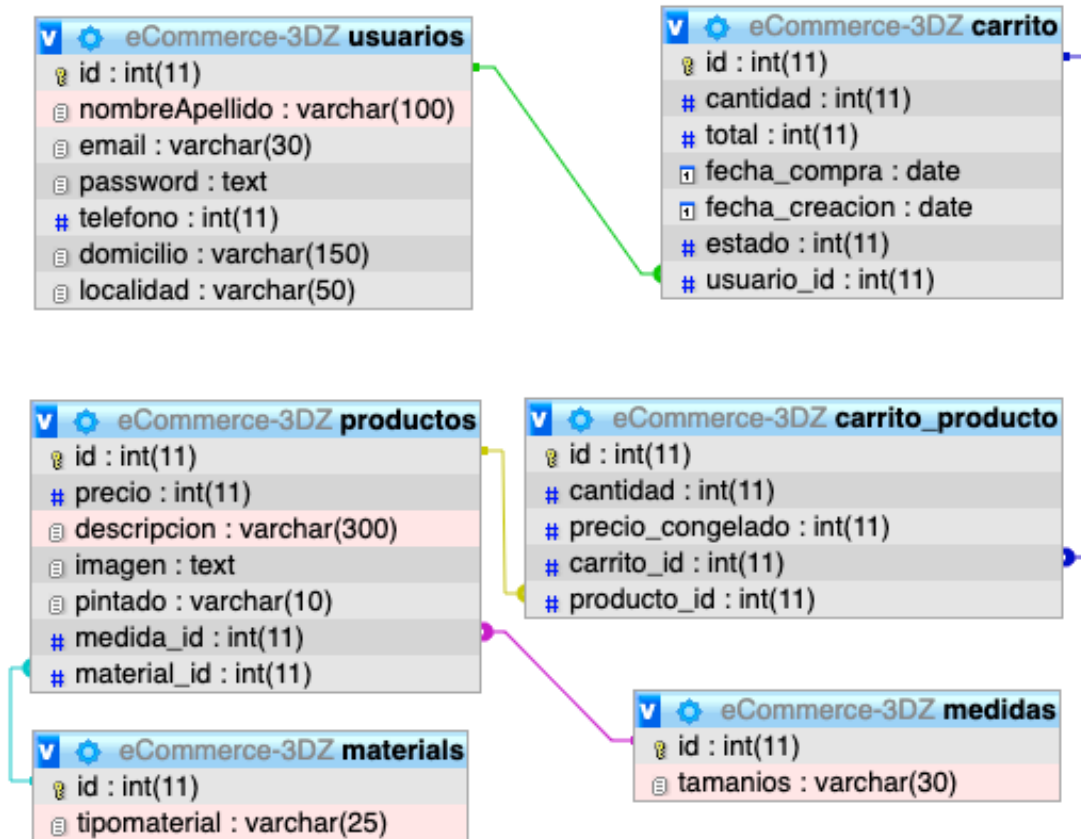 eCommerce-3DZ usuarios
id : int(11)
nombreApellido : varchar(100)
email : varchar(30)
password : text
telefono : int(11)
domicilio : varchar(150)
localidad : varchar(50)
eCommerce-3DZ carrito
id : int(11)
cantidad : int(11)
total : int(11)
fecha_compra : date
fecha_creacion : date
estado : int(11)
usuario_id : int(11)
eCommerce-3DZ productos
id : int(11)
precio : int(11)
descripcion : varchar(300)
imagen : text
pintado : varchar(10)
medida_id : int(11)
material_id : int(11)
eCommerce-3DZ carrito_producto
id : int(11)
cantidad : int(11)
precio_congelado : int(11)
carrito_id : int(11)
producto_id : int(11)
eCommerce-3DZ materials
id : int(11)
tipomaterial : varchar(25)
eCommerce-3DZ medidas
id : int(11)
tamanios : varchar(30)